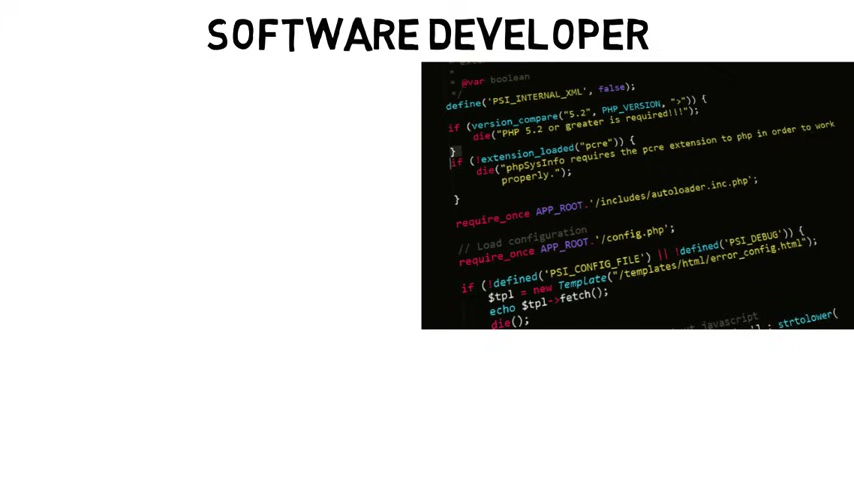 SOFTWARE DEVELOPER
*
* @var boolean
*/
define('PSI_INTERNAL_XML', false);
if (version_compare("5.2", PHP_VERSION, ">")) {
die("PHP 5.2 or greater is required!!!");
}
if (!extension_loaded("pcre")) {
die("phpSysInfo requires the pcre extension to php in order to work
properly.");
}
require_once APP_ROOT.'/includes/autoloader.inc.php';
// Load configuration
require_once APP_ROOT.'/config.php';
if (!defined('PSI_CONFIG_FILE') || !defined('PSI_DEBUG')) {
$tpl = new Template("/templates/html/error_config.html");
echo $tpl->fetch();
die();
javascript
strtolower(